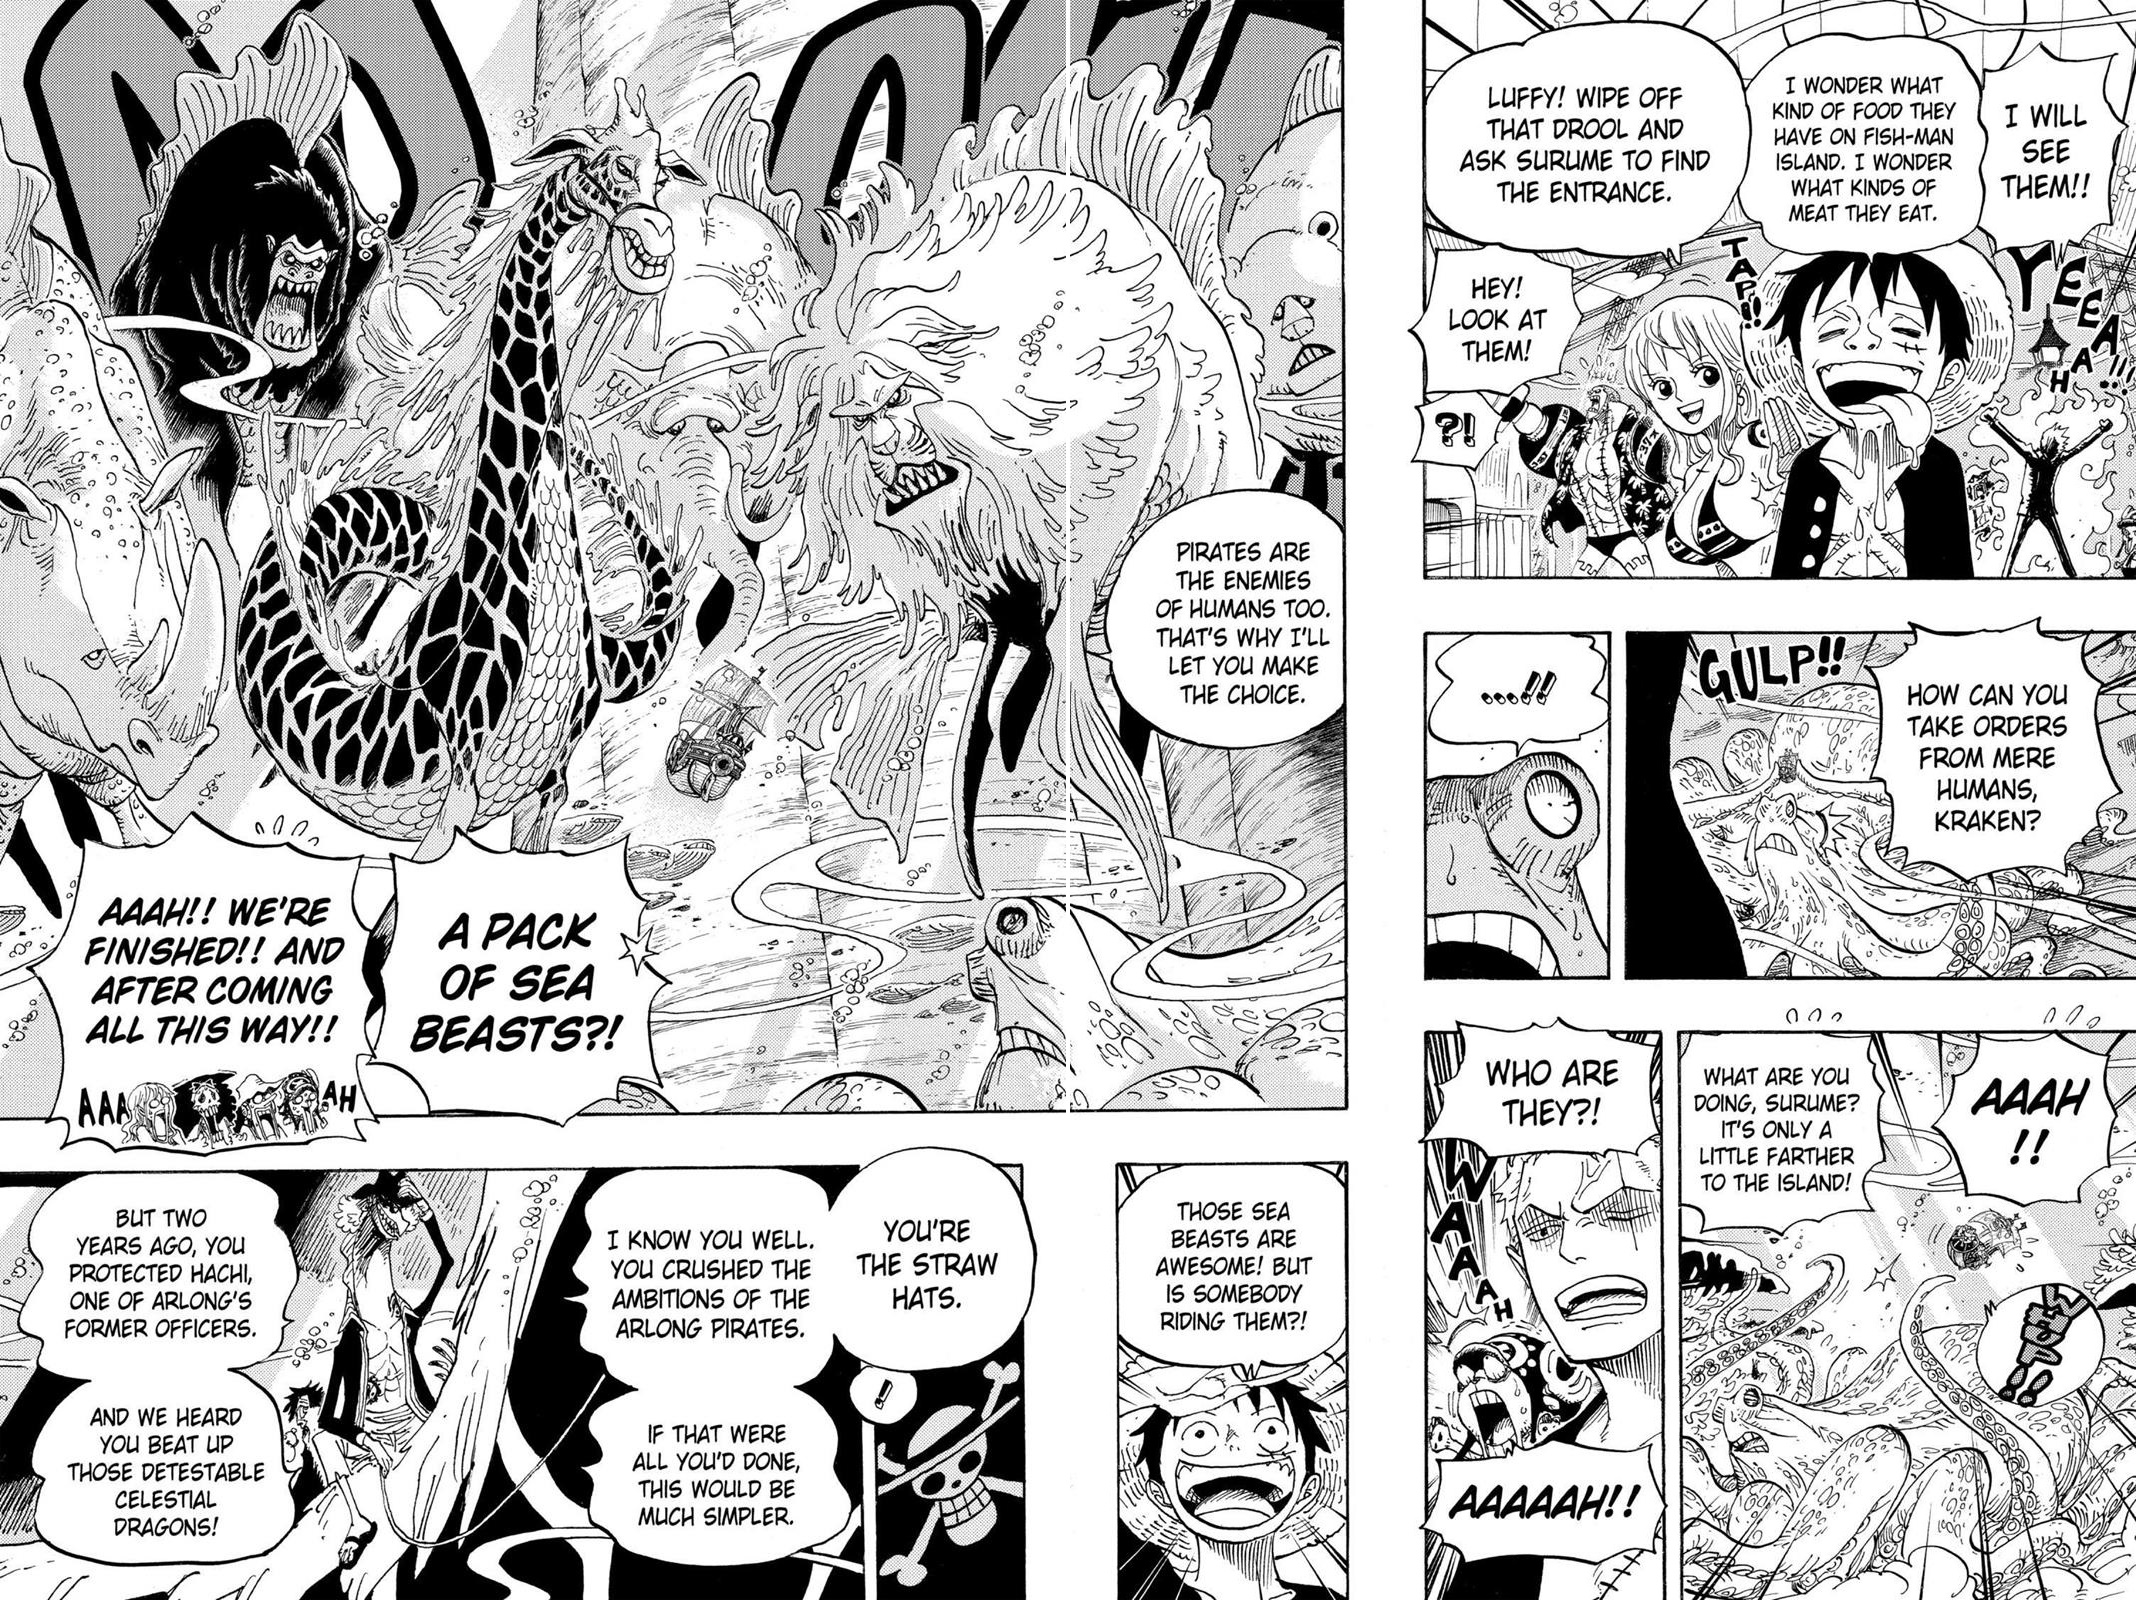 I WILL
SEE
THEM!!
I WONDER WHAT
KIND OF FOOD THEY
HAVE ON FISH-MAN
ISLAND. I WONDER
WHAT KINDS OF
MEAT THEY EAT.
LUFFY! WIPE OFF
THAT DROOL AND
ASK SURUME TO FIND
THE ENTRANCE.
YEEEAHA!!!
TAP!!
HEY!
LOOK AT
THEM!
?!
HOW CAN YOU
TAKE ORDERS
FROM MERE
HUMANS,
KRAKEN?
GULP!!
....!!
AAAH
!!
WHAT ARE YOU
DOING, SURUME?
IT'S ONLY A
LITTLE FARTHER
TO THE ISLAND!
WHO ARE
THEY?!
WAAAAH
AAAAAH!!
PIRATES ARE
THE ENEMIES
OF HUMANS TOO.
THAT'S WHY I'LL
LET YOU MAKE
THE CHOICE.
A PACK
OF SEA
BEASTS?!
AAAH!! WE'RE
FINISHED!! AND
AFTER COMING
ALL THIS WAY!!
AAA AH
THOSE SEA
BEASTS ARE
AWESOME! BUT
IS SOMEBODY
RIDING THEM?!
YOU'RE
THE STRAW
HATS.
!
I KNOW YOU WELL.
YOU CRUSHED THE
AMBITIONS OF THE
ARLONG PIRATES.
IF THAT WERE
ALL YOU'D DONE,
THIS WOULD BE
MUCH SIMPLER.
BUT TWO
YEARS AGO, YOU
PROTECTED HACHI,
ONE OF ARLONG'S
FORMER OFFICERS.
AND WE HEARD
YOU BEAT UP
THOSE DETESTABLE
CELESTIAL
DRAGONS!